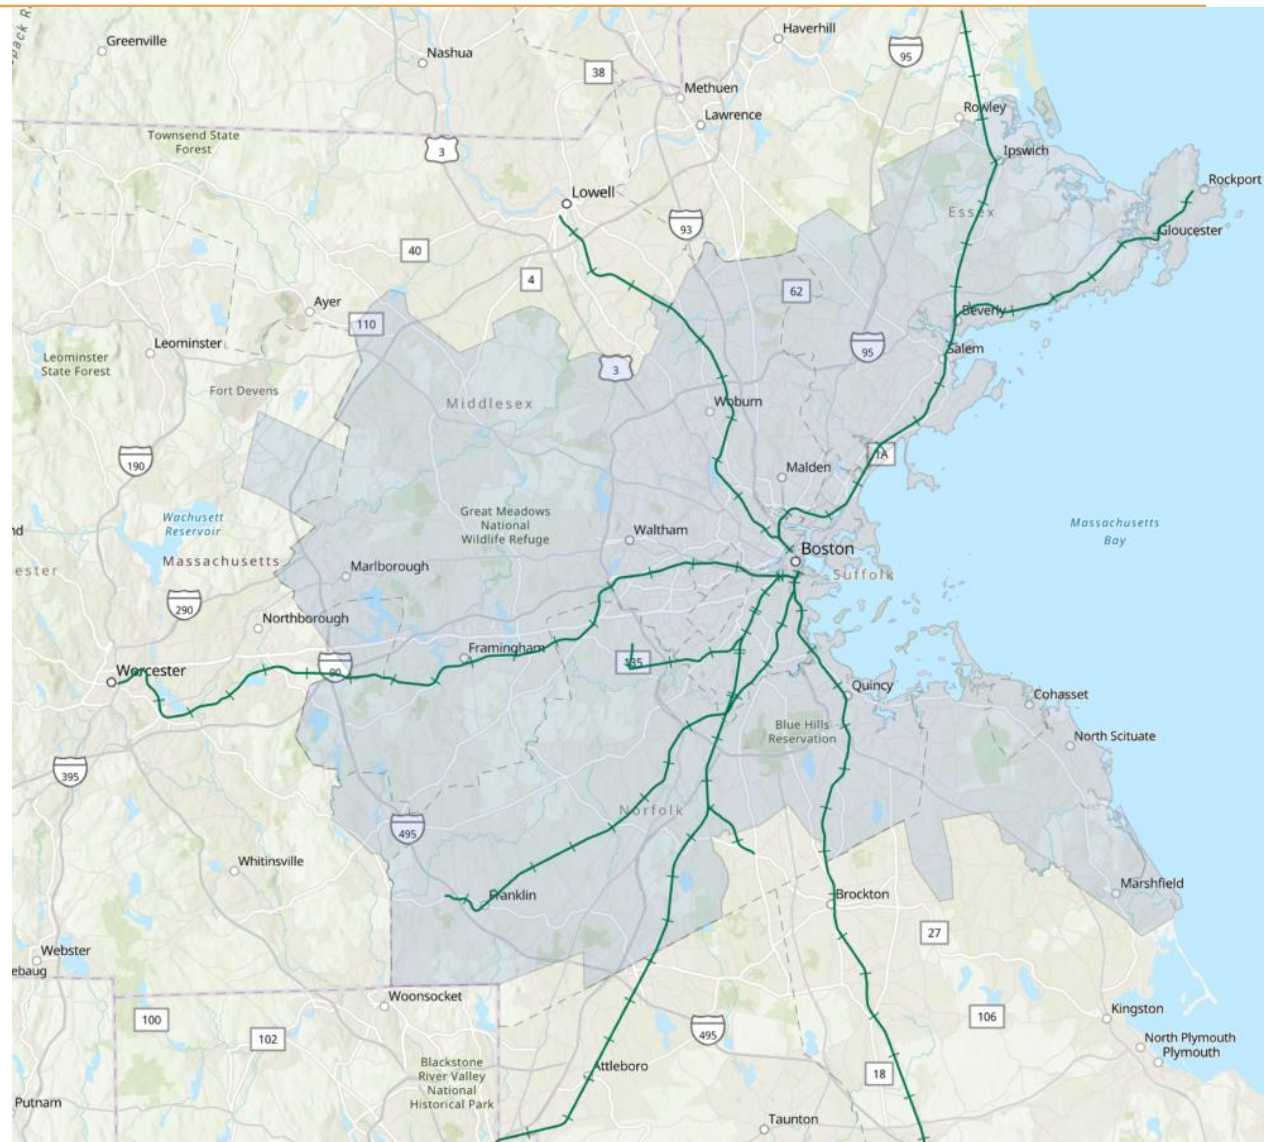 Greenville
Nashua
Haverhill
95
38
Methuen
Lawrence
Rowley
Townsend State
Forest
3
Ipswich
Rockport
Lowell
Essex
93
Gloucester
40
4
62
Ayer
110
Beverly
Leominster
95
Salem
Leominster
State Forest
3
Fort Devens
Middlesex
Woburn
1A
190
Malden
Great Meadows
National
Wildlife Refuge
Wachusett
Reservoir
Waltham
Massachusetts
Bay
Boston
Massachusetts
Marlborough
Suffolk
ester
290
Northborough
Framingham
135
Worcester
90
Quincy
Cohasset
Blue Hills
Reservation
North Scituate
395
Norfolk
495
Whitinsville
Marshfield
Franklin
Brockton
27
Webster
ebaug
Woonsocket
Kingston
100
106
102
495
North Plymouth
Plymouth
Blackstone
River Valley
National
Historical Park
Attleboro
18
Putnam
Taunton